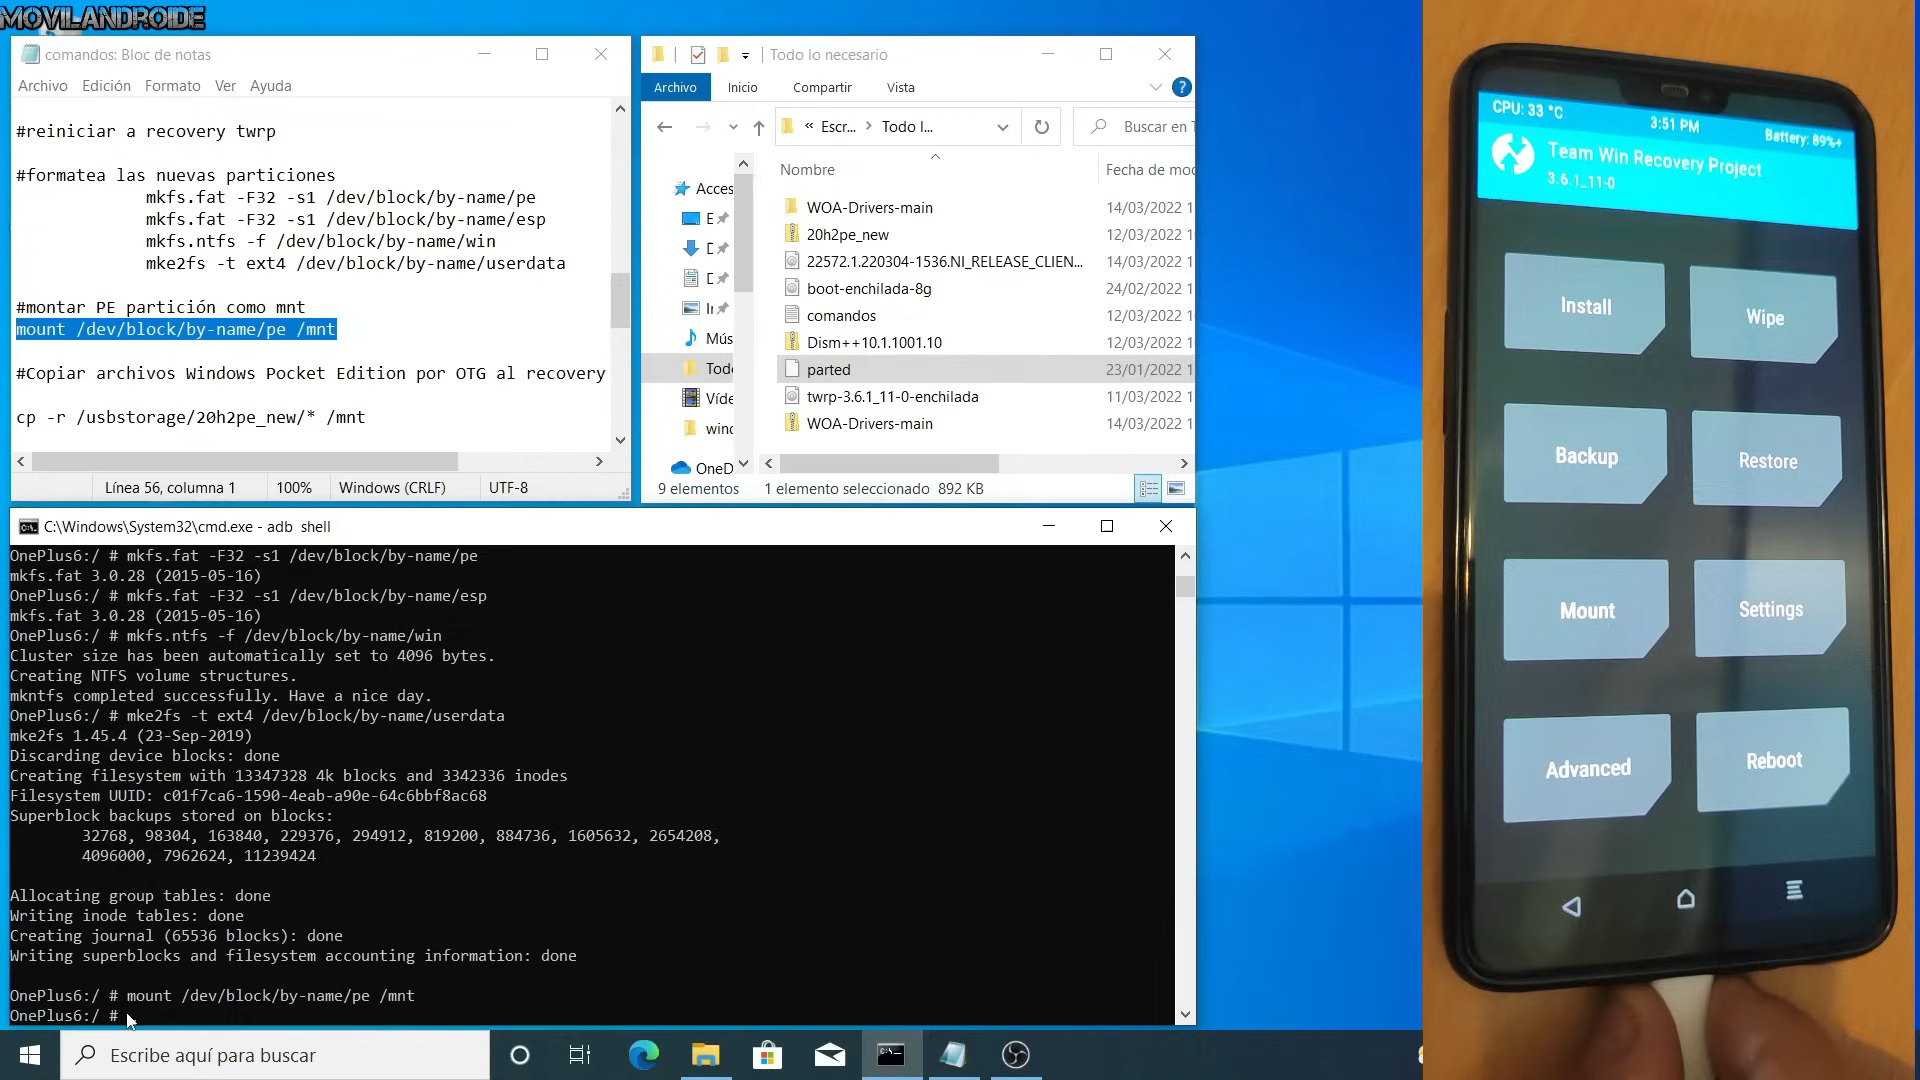 MOVILANDROIDE
comandos: Bloc de notas
Archivo Edición Formato Ver Ayuda
#reiniciar a recovery twrp
#formatea las nuevas particiones
mkfs.fat -F32 -s1 /dev/block/by-name/pe
mkfs.fat -F32 -s1 /dev/block/by-name/esp
mkfs.ntfs -f /dev/block/by-name/win
mke2fs -t ext4 /dev/block/by-name/userdata
#montar PE partición como mnt
mount /dev/block/by-name/pe /mnt
#Copiar archivos Windows Pocket Edition por OTG al recovery
cp -r /usbstorage/20h2pe_new/* /mnt
Línea 56, columna 1 100% Windows (CRLF) UTF-8
Todo lo necesario
Archivo Inicio Compartir Vista
« Escr... Todo l... Buscar en T
Nombre Fecha de mod
Acces
E
D
D
Ir
Mús
Todo
Víde
wind
OneD
WOA-Drivers-main 14/03/2022 1
20h2pe_new 12/03/2022 1
22572.1.220304-1536.NI_RELEASE_CLIEN... 14/03/2022 1
boot-enchilada-8g 24/02/2022 1
comandos 12/03/2022 1
Dism++10.1.1001.10 12/03/2022 1
parted 23/01/2022 1
twrp-3.6.1_11-0-enchilada 11/03/2022 1
WOA-Drivers-main 14/03/2022 1
9 elementos 1 elemento seleccionado 892 KB
C:\Windows\System32\cmd.exe - adb shell
OnePlus6:/ # mkfs.fat -F32 -s1 /dev/block/by-name/pe
mkfs.fat 3.0.28 (2015-05-16)
OnePlus6:/ # mkfs.fat -F32 -s1 /dev/block/by-name/esp
mkfs.fat 3.0.28 (2015-05-16)
OnePlus6:/ # mkfs.ntfs -f /dev/block/by-name/win
Cluster size has been automatically set to 4096 bytes.
Creating NTFS volume structures.
mkntfs completed successfully. Have a nice day.
OnePlus6:/ # mke2fs -t ext4 /dev/block/by-name/userdata
mke2fs 1.45.4 (23-Sep-2019)
Discarding device blocks: done
Creating filesystem with 13347328 4k blocks and 3342336 inodes
Filesystem UUID: c01f7ca6-1590-4eab-a90e-64c6bbf8ac68
Superblock backups stored on blocks:
32768, 98304, 163840, 229376, 294912, 819200, 884736, 1605632, 2654208,
4096000, 7962624, 11239424
Allocating group tables: done
Writing inode tables: done
Creating journal (65536 blocks): done
Writing superblocks and filesystem accounting information: done
OnePlus6:/ # mount /dev/block/by-name/pe /mnt
OnePlus6:/ #
Escribe aquí para buscar
CPU: 33 °C 3:51 PM Battery: 89%+
Team Win Recovery Project
3.6.1_11-0
Install Wipe
Backup Restore
Mount Settings
Advanced Reboot